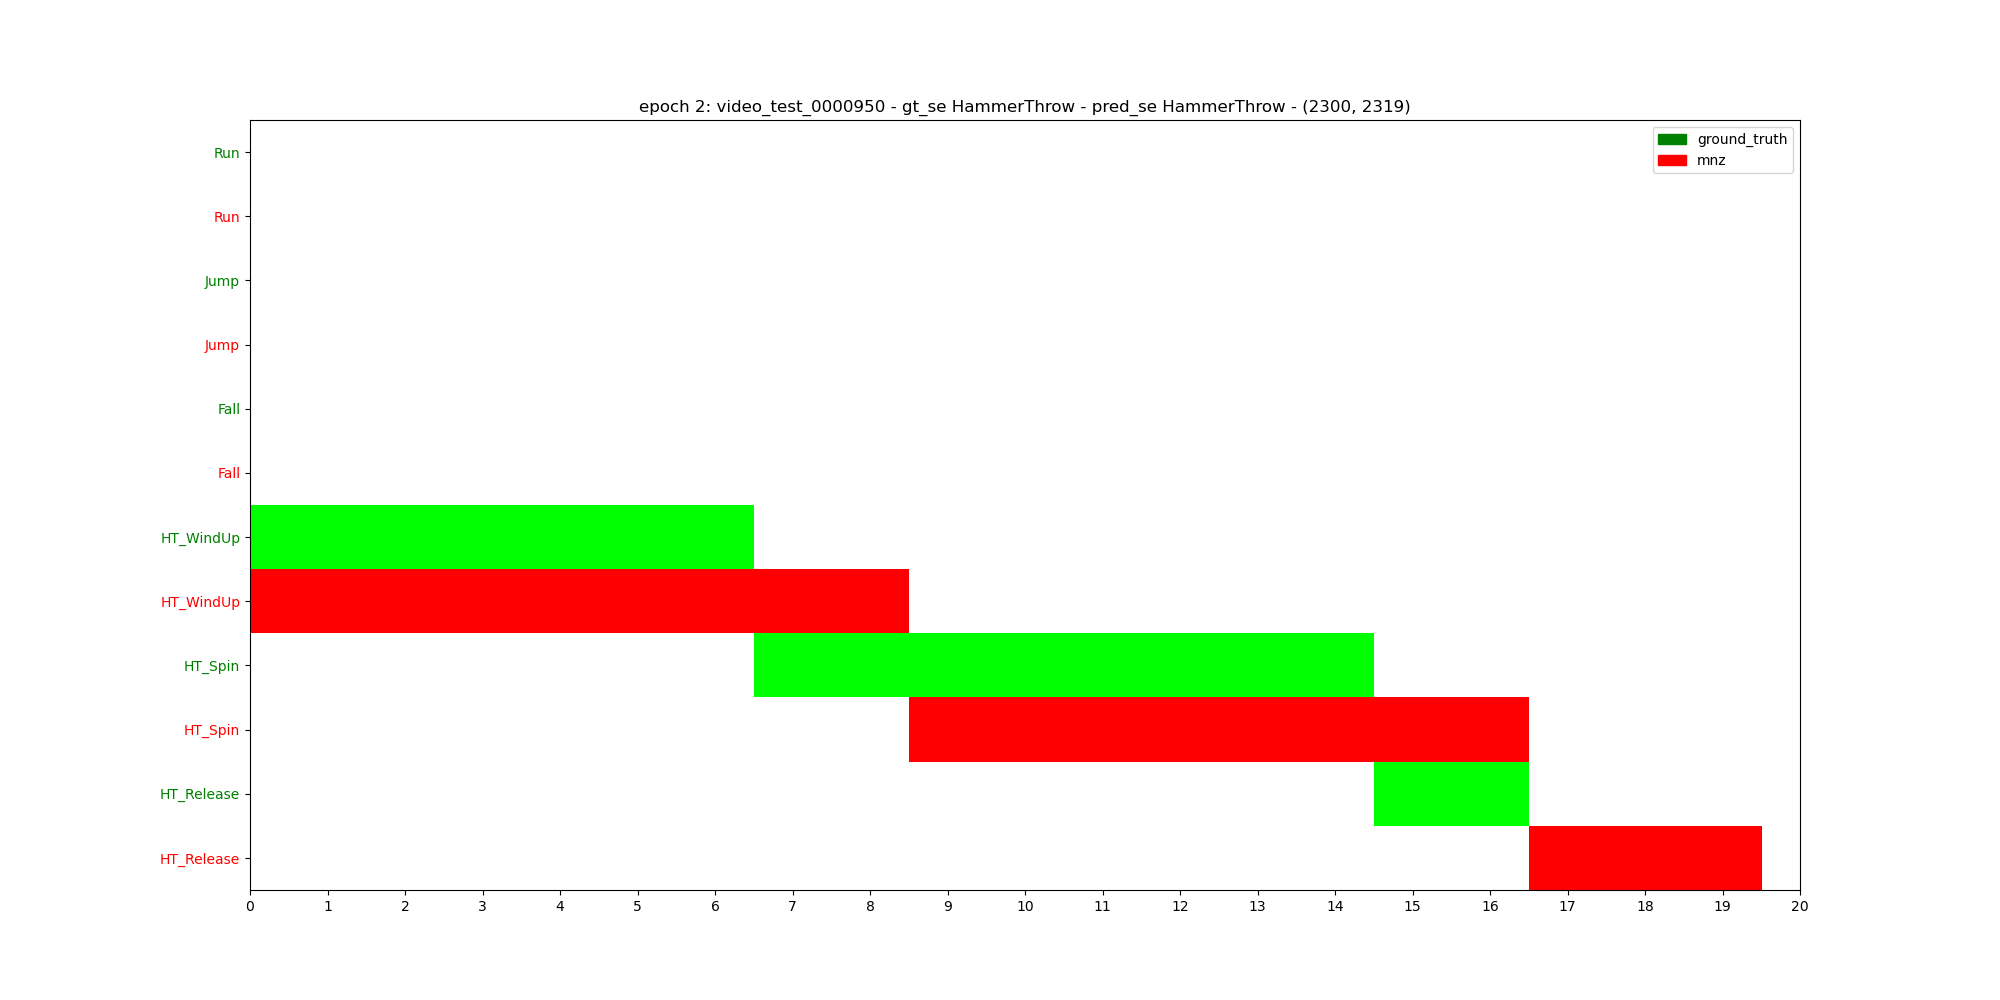 epoch 2: video_test_0000950 - gt_se HammerThrow - pred_se HammerThrow - (2300, 2319)
ground_truth
mnz
Run
Run
Jump
Jump
Fall
Fall
HT_WindUp
HT_WindUp
HT_Spin
HT_Spin
HT_Release
HT_Release
0 1 2 3 4 5 6 7 8 9 10 11 12 13 14 15 16 17 18 19 20